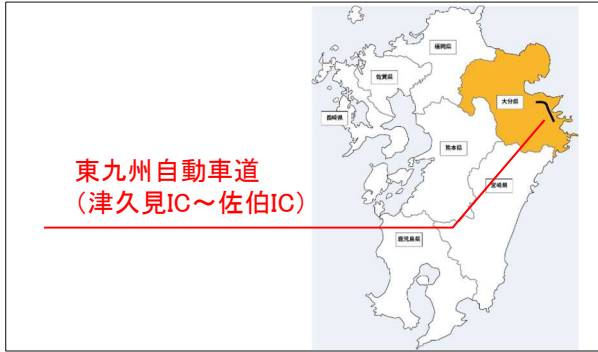 福岡県
佐賀県
大分県
長崎県
熊本県
東九州自動車道
(津久見IC～佐伯IC)
宮崎県
鹿児島県